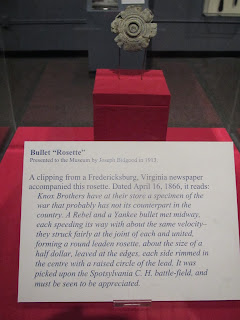 Bullet "Rosette"
Presented to the Museum by Joseph Bulgund in 1913.
A clipping from a Fredericksburg, Virginia newspaper
accompanied this rosette. Dated April 16, 1866, it reads:
Knox Brothers have at their store a specimen of the
war that probably has not its counterpart in the
country. A Rebel and a Yankee bullet met midway,
each speeding its way with about the same velocity–
they struck fairly at the joint of each and united,
forming a round leaden rosette, about the size of a
half dollar, leaved at the edges, each side rimmed in
the centre with a raised circle of the lead. It was
picked upon the Spotsylvania C. H. battle-field, and
must be seen to be appreciated.